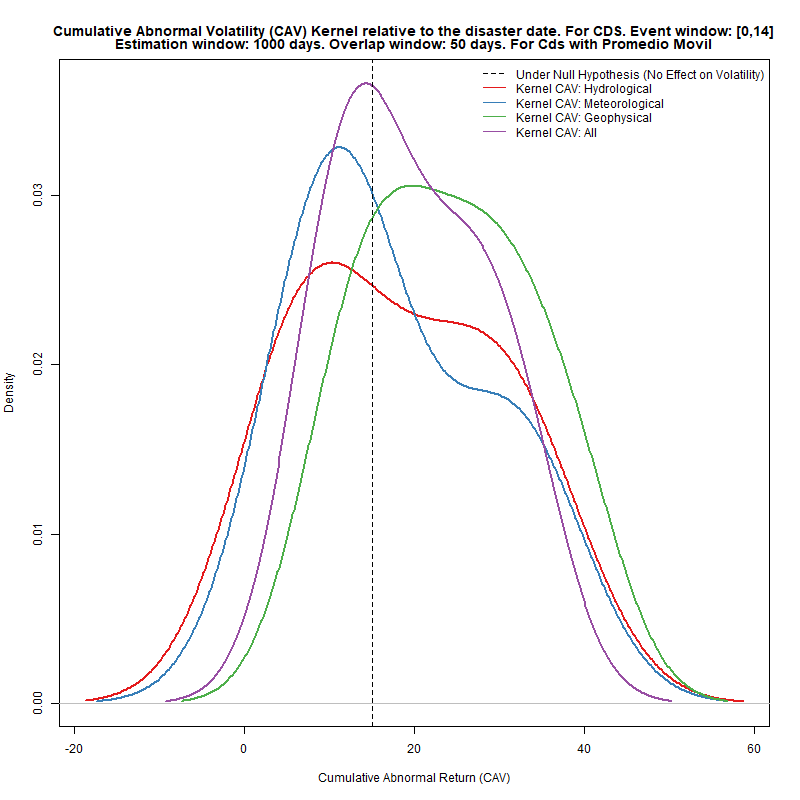 Cumulative Abnormal Volatility (CAV) Kernel relative to the disaster date. For CDS. Event window: [0,14]
Estimation window: 1000 days. Overlap window: 50 days. For Cds with Promedio Movil
Under Null Hypothesis (No Effect on Volatility)
Kernel CAV: Hydrological
Kernel CAV: Meteorological
Kernel CAV: Geophysical
Kernel CAV: All
Density
0.03
0.02
0.01
0.00
-20 0 20 40 60
Cumulative Abnormal Return (CAV)